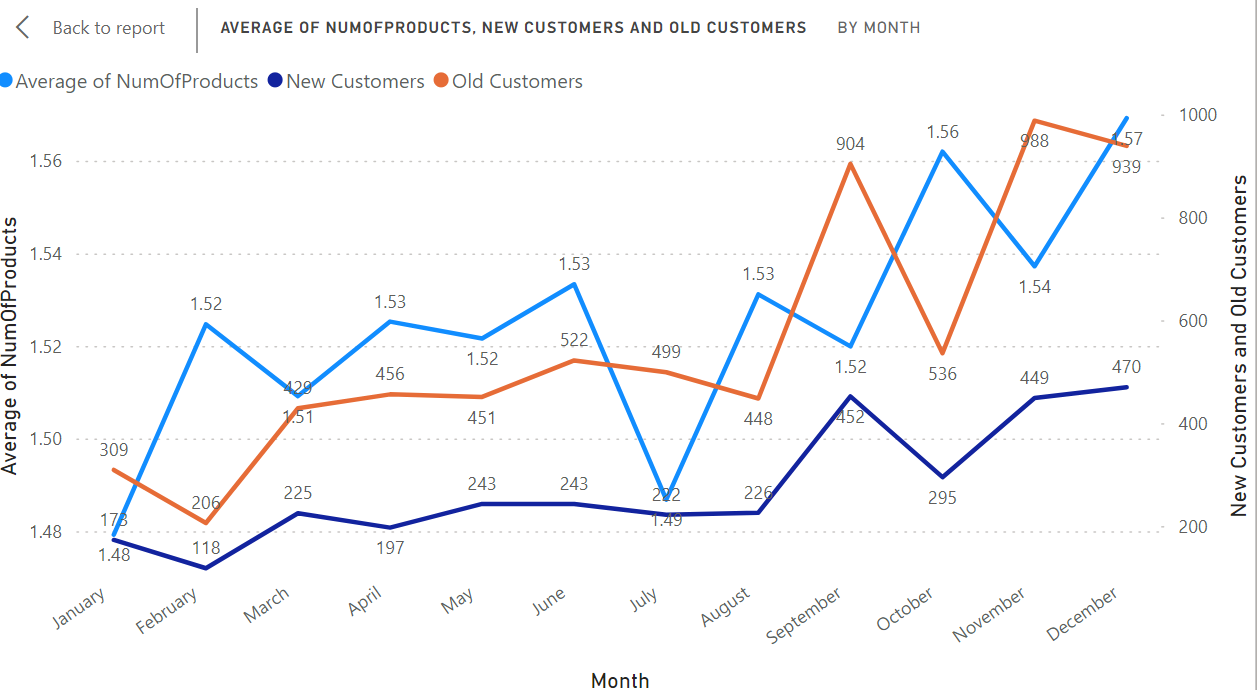 Back to report
AVERAGE OF NUMOFPRODUCTS, NEW CUSTOMERS AND OLD CUSTOMERS BY MONTH
Average of NumOfProducts New Customers Old Customers
Average of NumOfProducts
1.56
1.54
1.52
1.50
1.48
1.48
1.52
1.51
1.53
1.52
1.53
1.49
1.53
1.52
1.56
1.54
1.57
309
206
429
456
451
522
499
448
904
536
988
939
173
118
225
197
243
243
222
226
452
295
449
470
1000
800
600
400
200
New Customers and Old Customers
January
February
March
April
May
June
July
August
September
October
November
December
Month